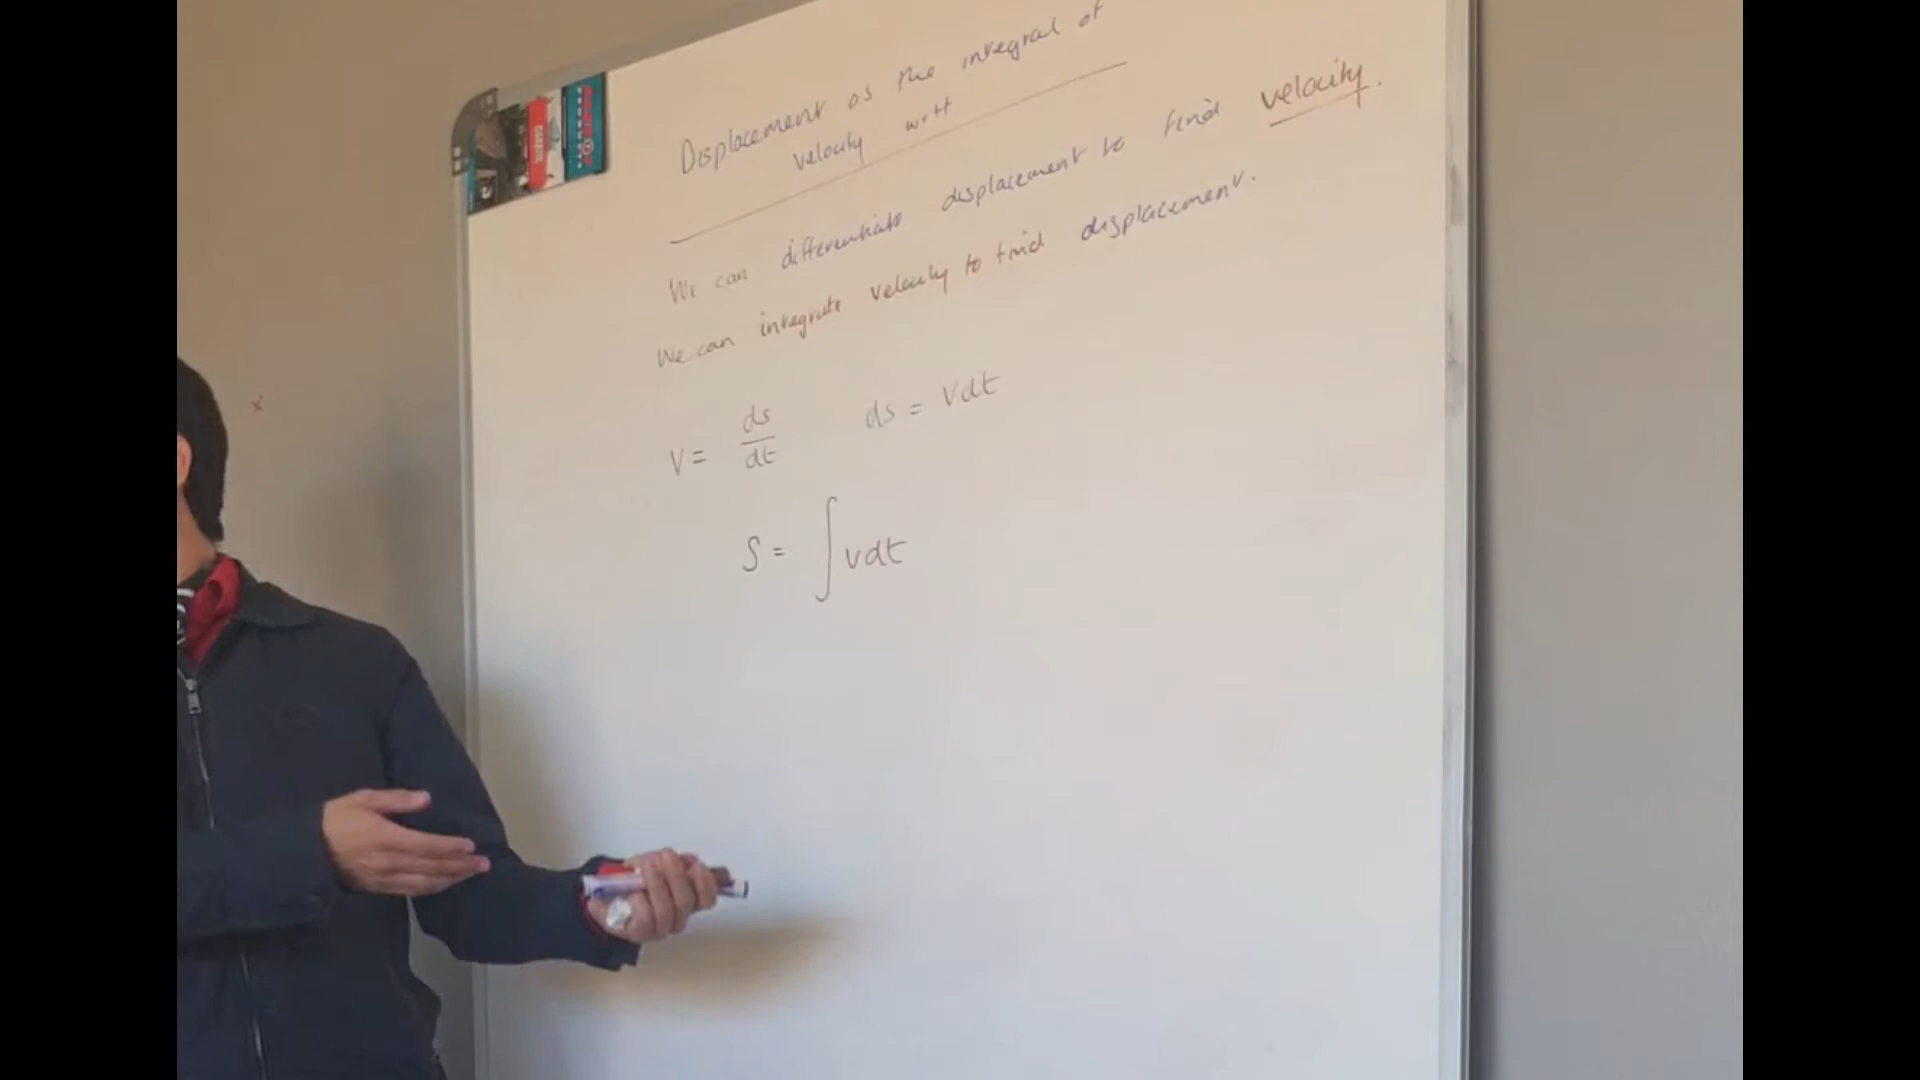 Displacement as the integral of
velocity wrtt
We can differentiate displacement to find velocity.
We can integrate velocity to find displacement.
V = ds/dt ds = Vdt
S = ∫vdt